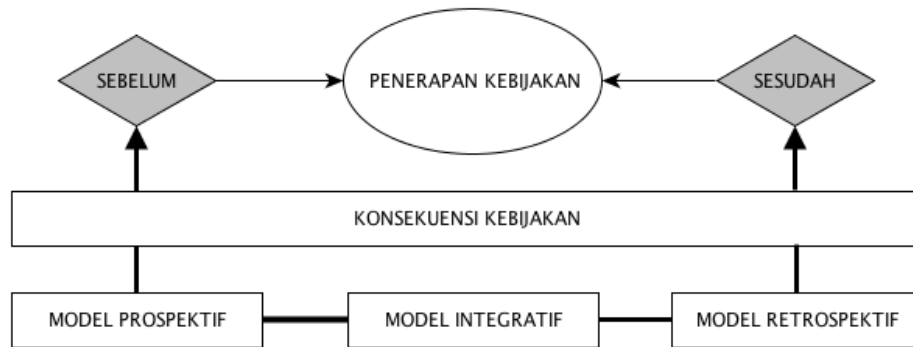 SEBELUM
PENERAPAN KEBIJAKAN
SESUDAH
KONSEKUENSI KEBIJAKAN
MODEL PROSPEKTIF
MODEL INTEGRATIF
MODEL RETROSPEKTIF